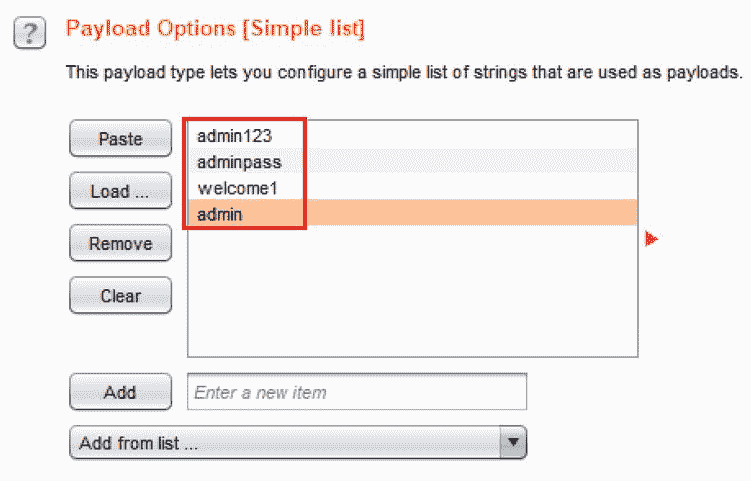 ?
Payload Options [Simple list]
This payload type lets you configure a simple list of strings that are used as payloads.
Paste
admin123
adminpass
Load ...
welcome1
admin
Remove
Clear
Add
Enter a new item
Add from list ...